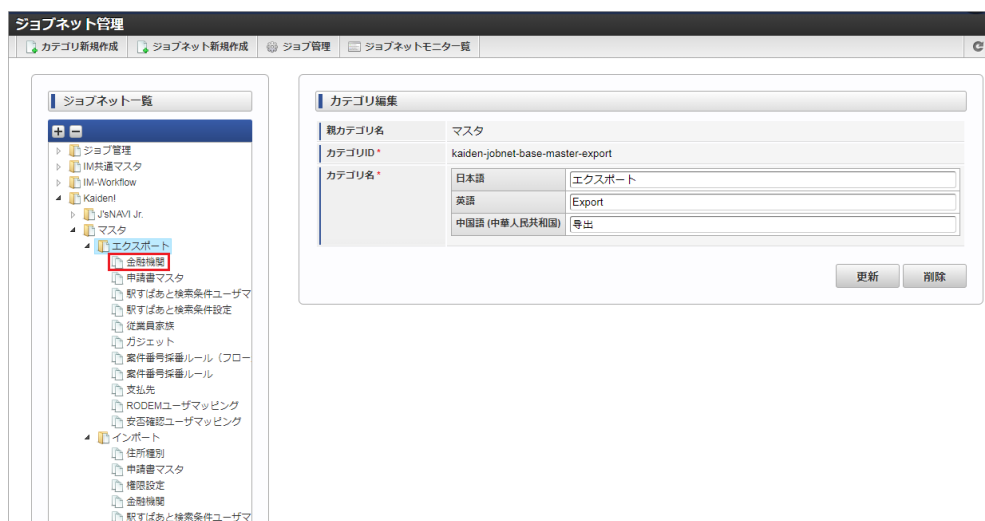 ジョブネット管理
カテゴリ新規作成 ジョブネット新規作成 ジョブ管理 ジョブネットモニタ一覧
ジョブネット一覧
ジョブ管理
IM共通マスタ
IM-Workflow
Kaiden!
J'sNAVI Jr.
マスタ
エクスポート
金融機関
申請書マスタ
駅すぱあと検索条件ユーザマ
駅すぱあと検索条件設定
従業員家族
ガジェット
案件番号採番ルール（フロー
案件番号採番ルール
支払先
RODEMユーザマッピング
安否確認ユーザマッピング
インポート
住所種別
申請書マスタ
権限設定
金融機関
駅すぱあと検索条件ユーザマ
カテゴリ編集
親カテゴリ名 マスタ
カテゴリID * kaiden-jobnet-base-master-export
カテゴリ名 * 日本語 エクスポート
英語 Export
中国語 (中華人民共和国) 导出
更新 削除